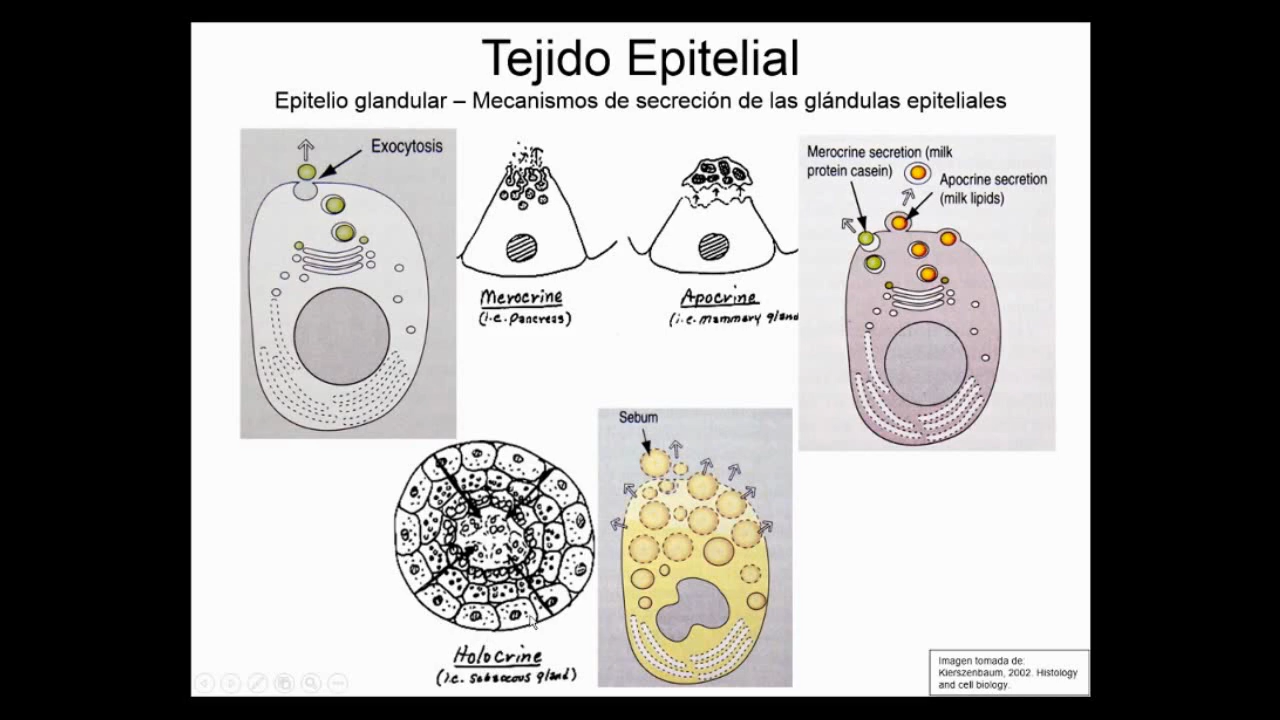 Tejido Epitelial
Epitelio glandular – Mecanismos de secreción de las glándulas epiteliales
Exocytosis
Merocrine
(i.e. Pancreas)
Apocrine
(i.e. mammary gland
Merocrine secretion (milk
protein casein)
Apocrine secretion
(milk lipids)
Holocrine
(i.e. sebaceous gland)
Sebum
Imagen tomada de:
Kierszenbaum, 2002. Histology
and cell biology.